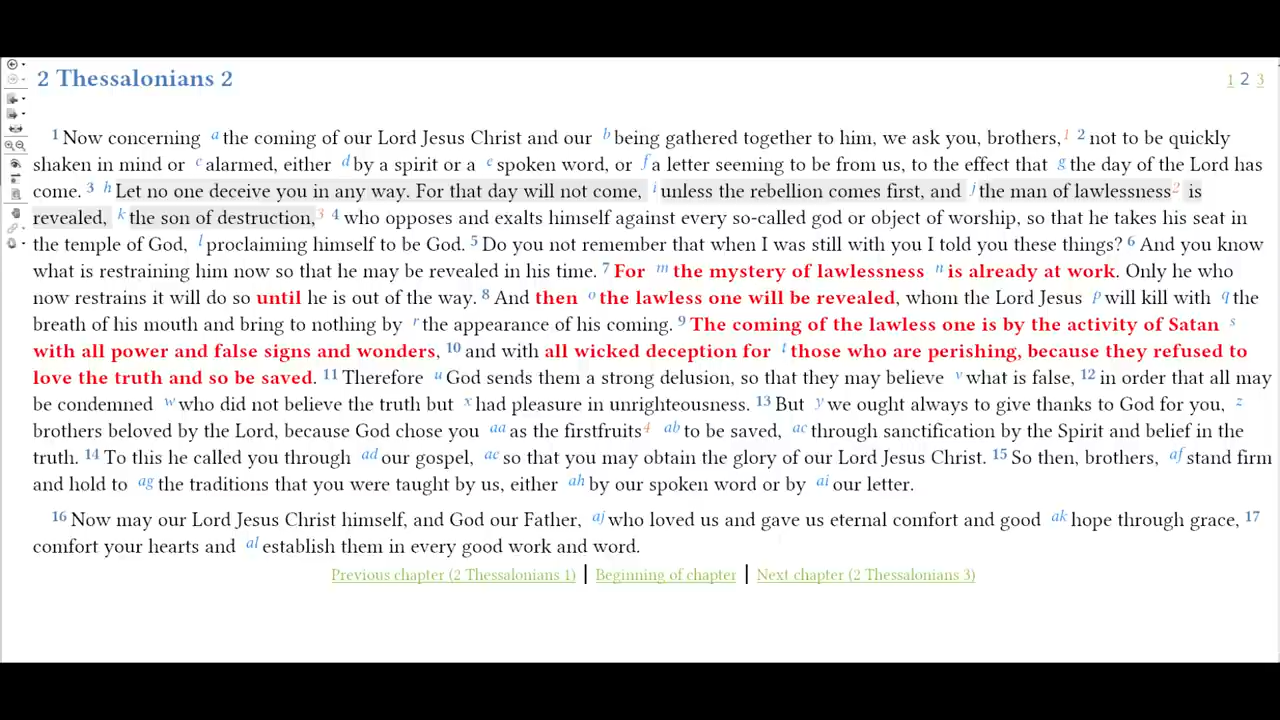 2 Thessalonians 2
1 2 3
1 Now concerning a the coming of our Lord Jesus Christ and our b being gathered together to him, we ask you, brothers,1 2 not to be quickly
shaken in mind or c alarmed, either d by a spirit or a e spoken word, or f a letter seeming to be from us, to the effect that g the day of the Lord has
come. 3 h Let no one deceive you in any way. For that day will not come, i unless the rebellion comes first, and j the man of lawlessness2 is
revealed, k the son of destruction,3 4 who opposes and exalts himself against every so-called god or object of worship, so that he takes his seat in
the temple of God, l proclaiming himself to be God. 5 Do you not remember that when I was still with you I told you these things? 6 And you know
what is restraining him now so that he may be revealed in his time. 7 For m the mystery of lawlessness n is already at work. Only he who
now restrains it will do so until he is out of the way. 8 And then o the lawless one will be revealed, whom the Lord Jesus p will kill with q the
breath of his mouth and bring to nothing by r the appearance of his coming. 9 The coming of the lawless one is by the activity of Satan s
with all power and false signs and wonders, 10 and with all wicked deception for t those who are perishing, because they refused to
love the truth and so be saved. 11 Therefore u God sends them a strong delusion, so that they may believe v what is false, 12 in order that all may
be condemned w who did not believe the truth but x had pleasure in unrighteousness. 13 But y we ought always to give thanks to God for you, z
brothers beloved by the Lord, because God chose you aa as the firstfruits4 ab to be saved, ac through sanctification by the Spirit and belief in the
truth. 14 To this he called you through ad our gospel, ae so that you may obtain the glory of our Lord Jesus Christ. 15 So then, brothers, af stand firm
and hold to ag the traditions that you were taught by us, either ah by our spoken word or by ai our letter.
16 Now may our Lord Jesus Christ himself, and God our Father, aj who loved us and gave us eternal comfort and good ak hope through grace, 17
comfort your hearts and al establish them in every good work and word.
Previous chapter (2 Thessalonians 1) | Beginning of chapter | Next chapter (2 Thessalonians 3)